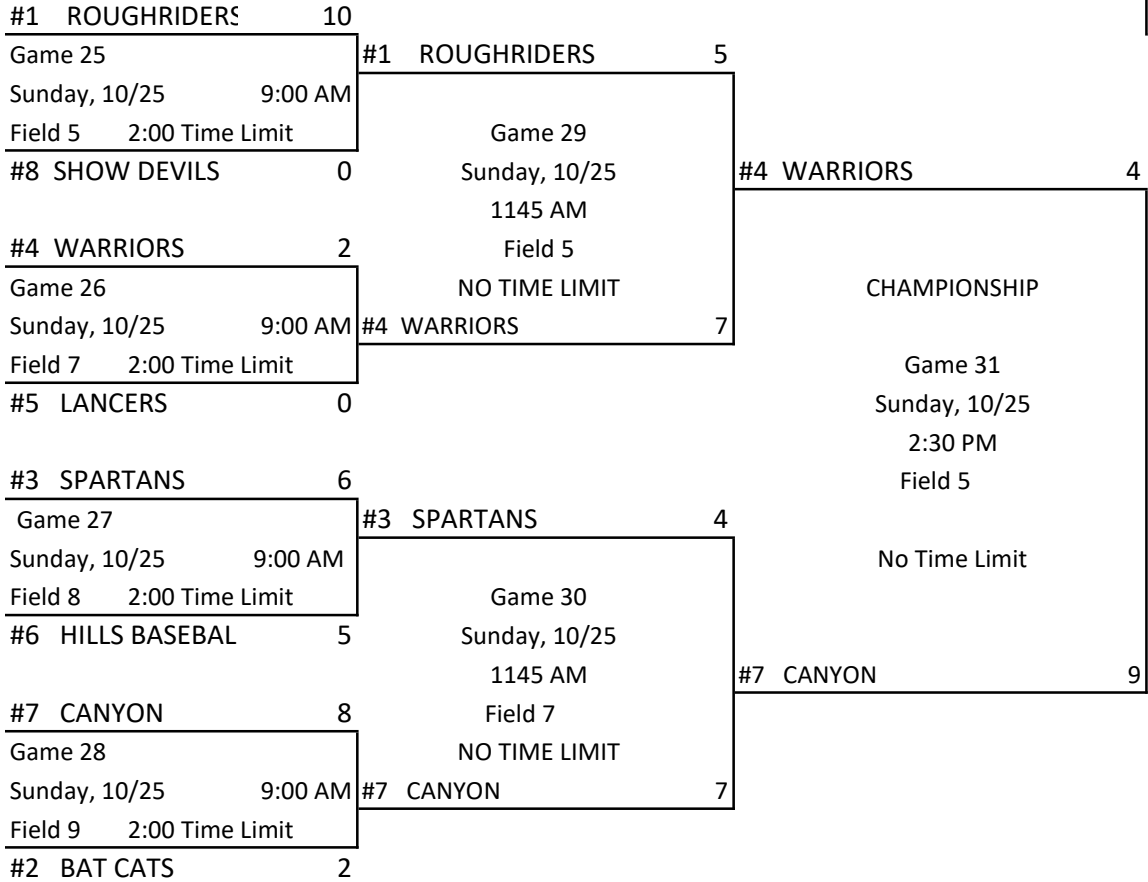 #1 ROUGHRIDERS 10
Game 25
#1 ROUGHRIDERS 5
Sunday, 10/25 9:00 AM
Field 5 2:00 Time Limit
Game 29
#8 SHOW DEVILS 0
Sunday, 10/25
#4 WARRIORS 4
1145 AM
#4 WARRIORS 2
Field 5
Game 26
NO TIME LIMIT
CHAMPIONSHIP
Sunday, 10/25 9:00 AM
#4 WARRIORS 7
Field 7 2:00 Time Limit
Game 31
#5 LANCERS 0
Sunday, 10/25
2:30 PM
#3 SPARTANS 6
Field 5
Game 27
#3 SPARTANS 4
Sunday, 10/25 9:00 AM
No Time Limit
Field 8 2:00 Time Limit
Game 30
#6 HILLS BASEBAL 5
Sunday, 10/25
1145 AM
#7 CANYON 9
#7 CANYON 8
Field 7
Game 28
NO TIME LIMIT
Sunday, 10/25 9:00 AM
#7 CANYON 7
Field 9 2:00 Time Limit
#2 BAT CATS 2